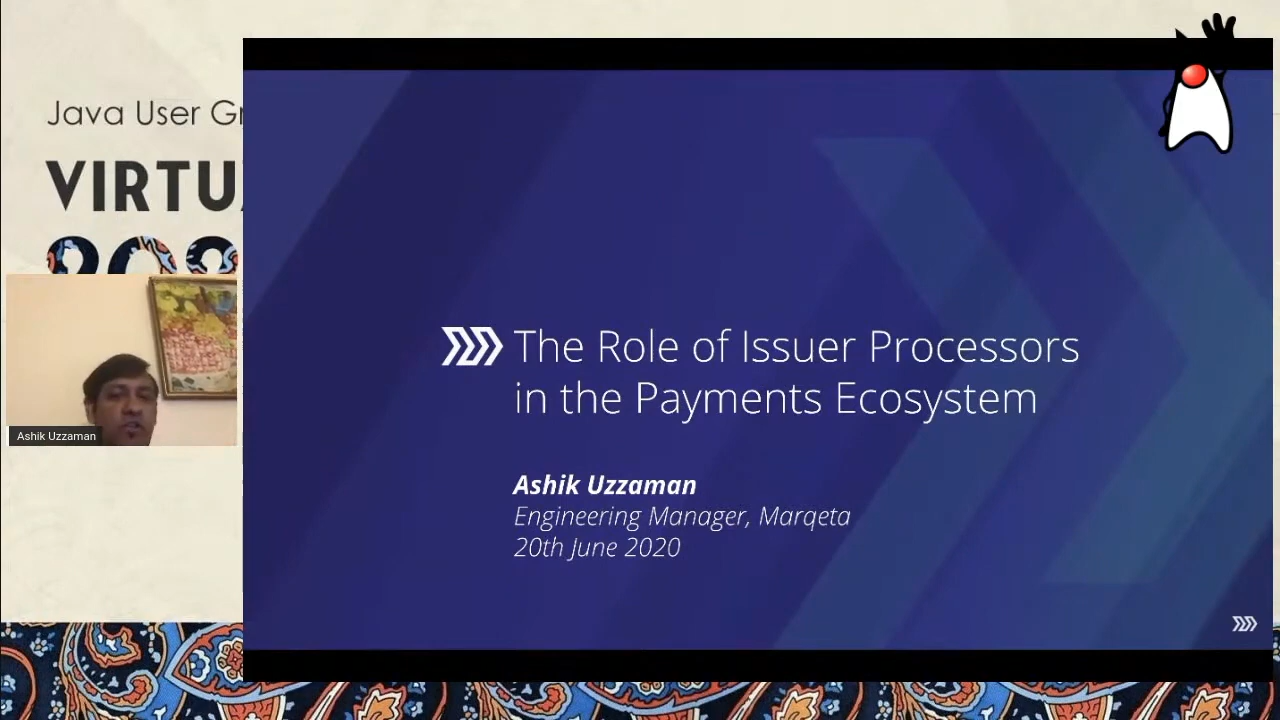 Java User Gr
VIRTU
202
Ashik Uzzaman
The Role of Issuer Processors
in the Payments Ecosystem
Ashik Uzzaman
Engineering Manager, Marqeta
20th June 2020